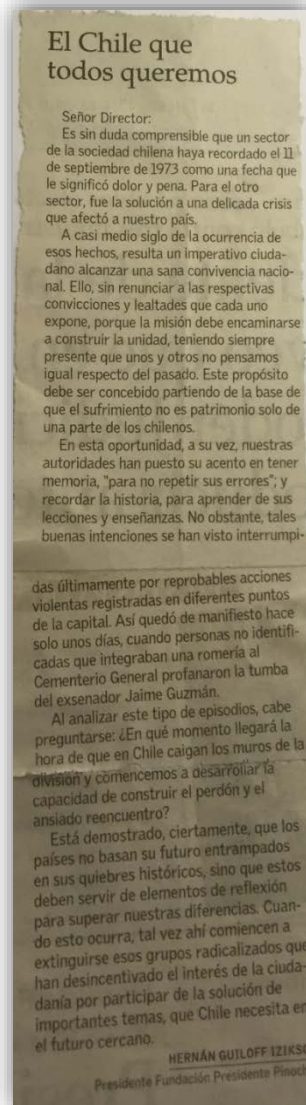 El Chile que
todos queremos
Señor Director:
Es sin duda comprensible que un sector
de la sociedad chilena haya recordado el 11
de septiembre de 1973 como una fecha que
le significó dolor y pena. Para el otro
sector, fue la solución a una delicada crisis
que afectó a nuestro país.
A casi medio siglo de la ocurrencia de
esos hechos, resulta un imperativo ciuda-
dano alcanzar una sana convivencia nacio-
nal. Ello, sin renunciar a las respectivas
convicciones y lealtades que cada uno
expone, porque la misión debe encaminarse
a construir la unidad, teniendo siempre
presente que unos y otros no pensamos
igual respecto del pasado. Este propósito
debe ser concebido partiendo de la base de
que el sufrimiento no es patrimonio solo de
una parte de los chilenos.
En esta oportunidad, a su vez, nuestras
autoridades han puesto su acento en tener
memoria, "para no repetir sus errores"; y
recordar la historia, para aprender de sus
lecciones y enseñanzas. No obstante, tales
buenas intenciones se han visto interrumpi-
das últimamente por reprobables acciones
violentas registradas en diferentes puntos
de la capital. Así quedó de manifiesto hace
solo unos días, cuando personas no identifi-
cadas que integraban una romería al
Cementerio General profanaron la tumba
del exsenador Jaime Guzmán.
Al analizar este tipo de episodios, cabe
preguntarse: ¿En qué momento llegará la
hora de que en Chile caigan los muros de la
división y comencemos a desarrollar la
capacidad de construir el perdón y el
ansiado reencuentro?
Está demostrado, ciertamente, que los
países no basan su futuro entrampados
en sus quiebres históricos, sino que estos
deben servir de elementos de reflexión
para superar nuestras diferencias. Cuan-
do esto ocurra, tal vez ahí comiencen a
extinguirse esos grupos radicalizados que
han desincentivado el interés de la ciuda-
danía por participar de la solución de
importantes temas, que Chile necesita en
el futuro cercano.
HERNÁN GUILOFF IZIKSO
Presidente Fundación Presidente Pinoch